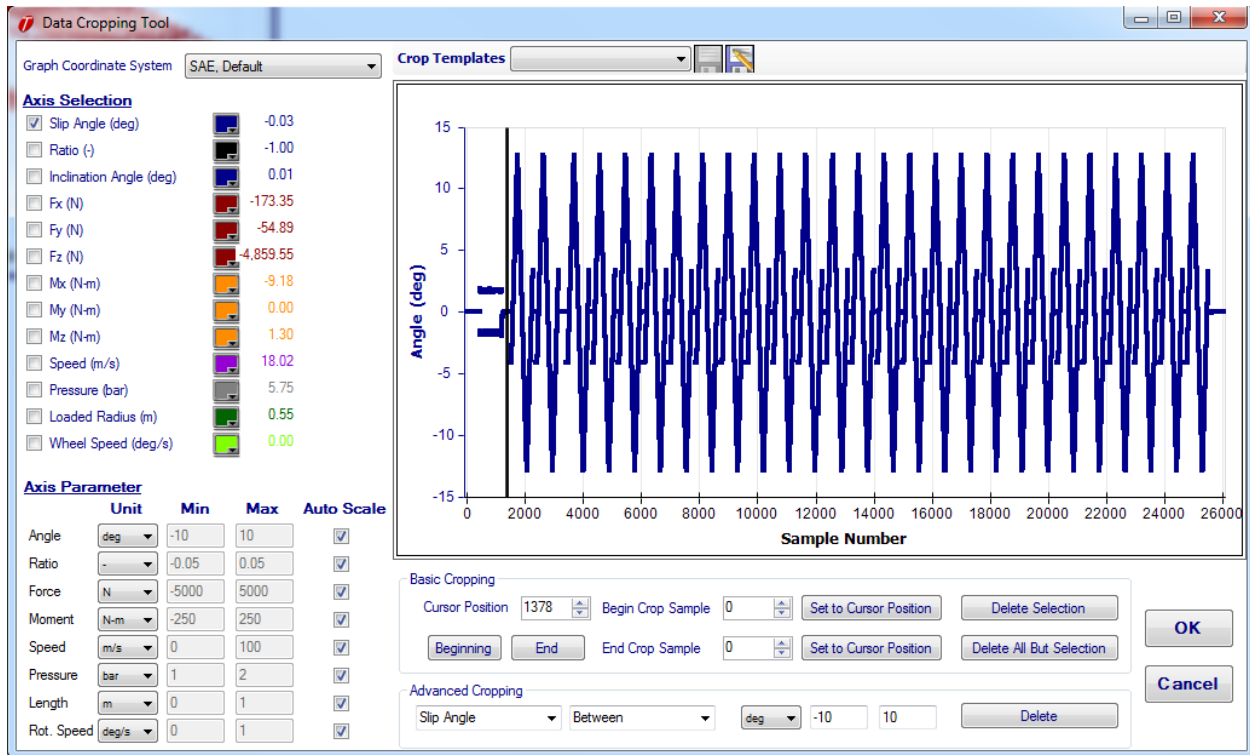 Data Cropping Tool
Graph Coordinate System SAE, Default
Crop Templates
Axis Selection
Slip Angle (deg) -0.03
Ratio (-) -1.00
Inclination Angle (deg) 0.01
Fx (N) -173.35
Fy (N) -54.89
Fz (N) -4,859.55
Mx (N-m) -9.18
My (N-m) 0.00
Mz (N-m) 1.30
Speed (m/s) 18.02
Pressure (bar) 5.75
Loaded Radius (m) 0.55
Wheel Speed (deg/s) 0.00
Axis Parameter
Unit Min Max Auto Scale
Angle deg -10 10
Ratio - -0.05 0.05
Force N -5000 5000
Moment N-m -250 250
Speed m/s 0 100
Pressure bar 1 2
Length m 0 1
Rot. Speed deg/s 0 1
Angle (deg)
15
10
5
0
-5
-10
-15
0 2000 4000 6000 8000 10000 12000 14000 16000 18000 20000 22000 24000 26000
Sample Number
Basic Cropping
Cursor Position 1378 Begin Crop Sample 0 Set to Cursor Position Delete Selection
Beginning End End Crop Sample 0 Set to Cursor Position Delete All But Selection
Advanced Cropping
Slip Angle Between deg -10 10 Delete
OK
Cancel